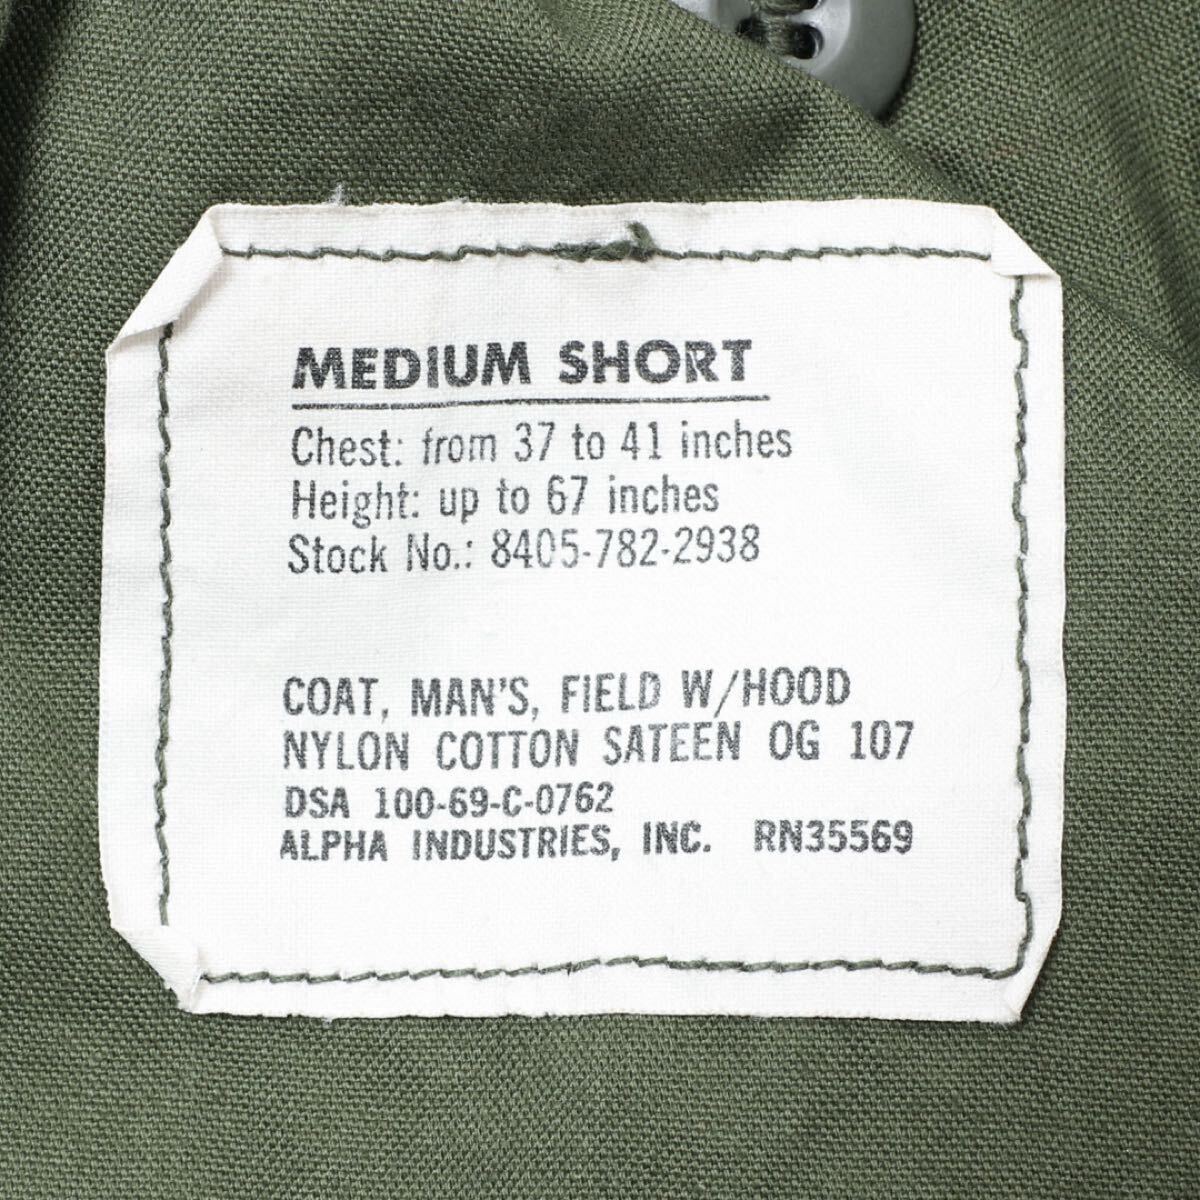 MEDIUM SHORT
Chest: from 37 to 41 inches
Height: up to 67 inches
Stock No.: 8405-782-2938
COAT, MAN'S, FIELD W/HOOD
NYLON COTTON SATEEN OG 107
DSA 100-69-C-0762
ALPHA INDUSTRIES, INC. RN35569